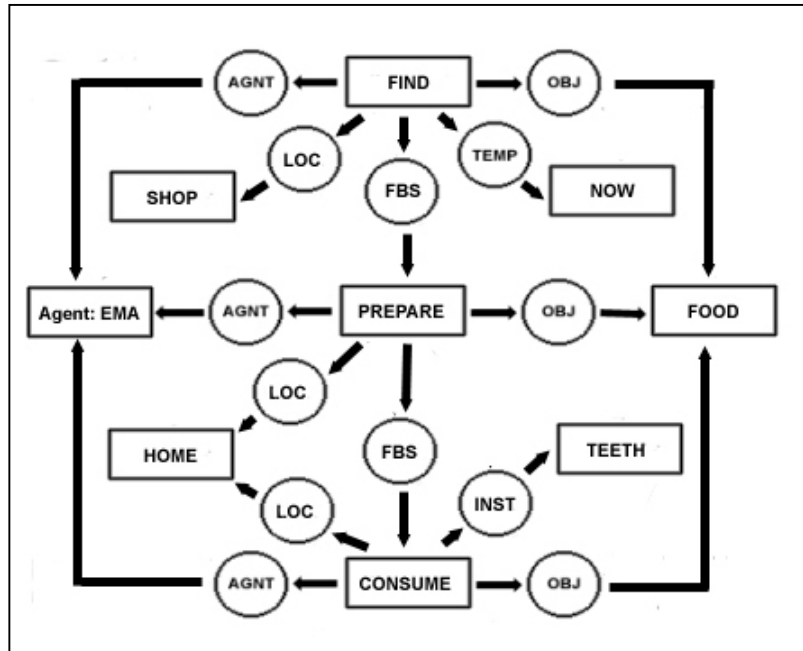 AGNT
FIND
OBJ
LOC
TEMP
SHOP
FBS
NOW
Agent: EMA
AGNT
PREPARE
OBJ
FOOD
LOC
HOME
FBS
TEETH
LOC
INST
AGNT
CONSUME
OBJ